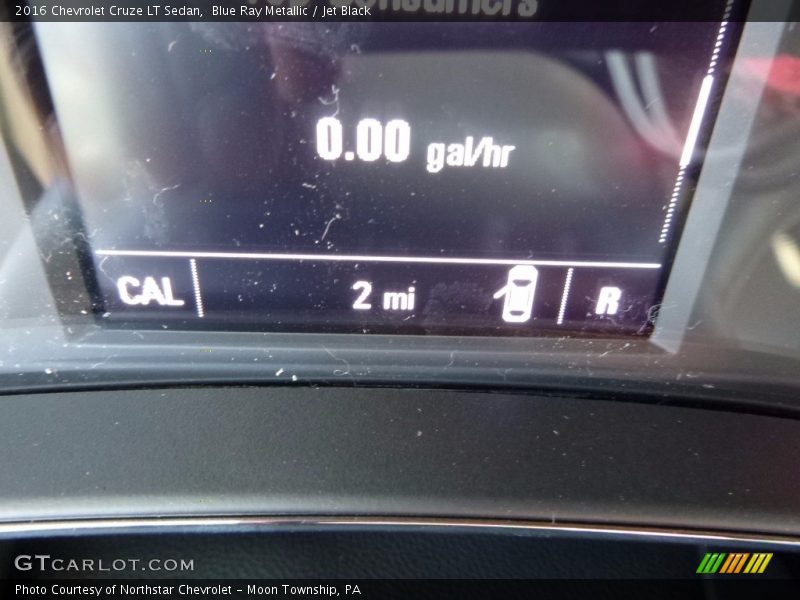 2016 Chevrolet Cruze LT Sedan,  Blue Ray Metallic / Jet Black
0.00 gal/hr
CAL 2 mi R
GTCARLOT.COM
Photo Courtesy of Northstar Chevrolet - Moon Township, PA